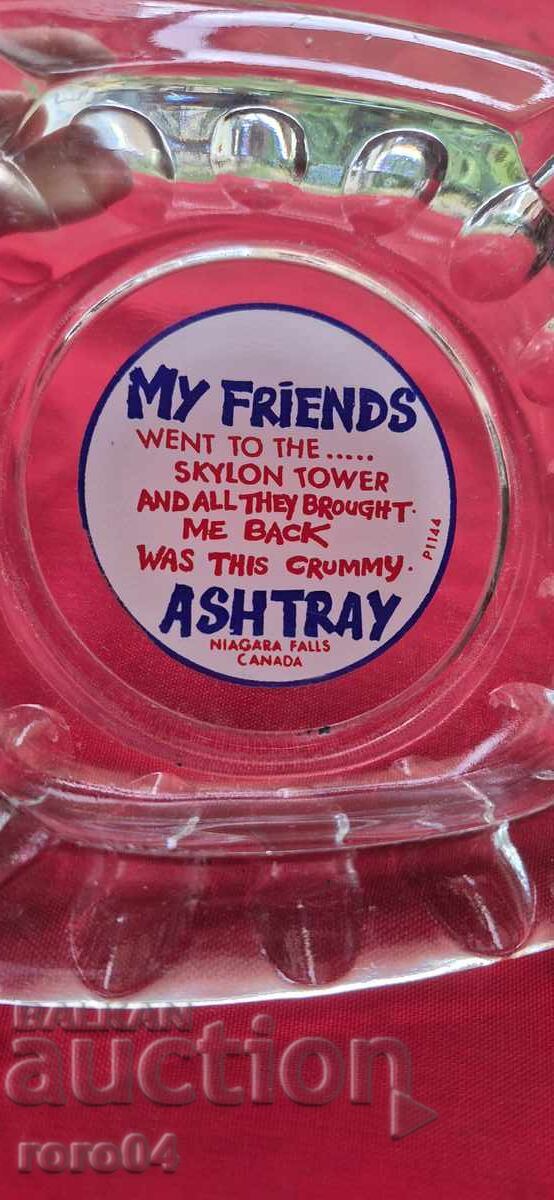 MY FRiENDS
WENT TO THE .....
SKYLON TOWER
AND ALL THEY BROUGHT.
ME BACK
WAS THIS CRUMMY.
ASHTRAY
NIAGARA FALLS
CANADA
P1144
BALKAN
auction
roro04